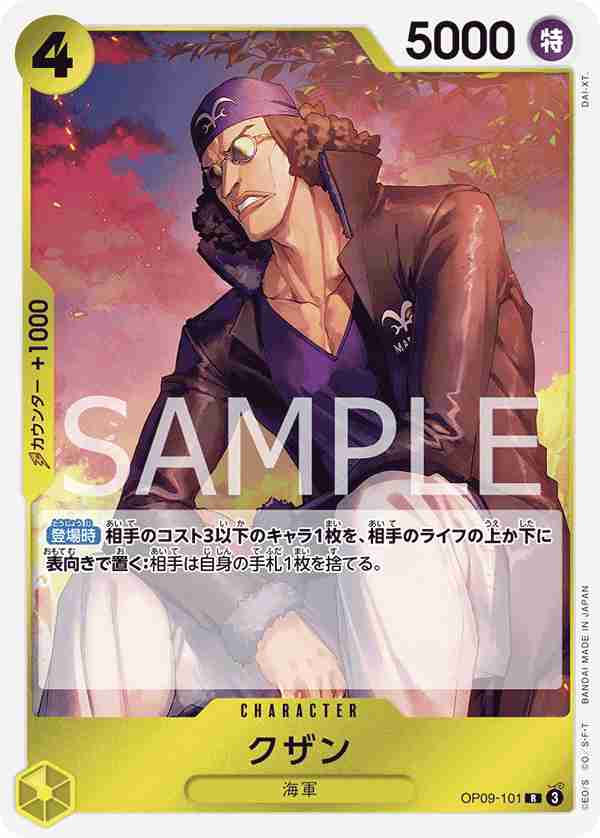 4
5000 特
DAI-XT.
カウンター +1000
SAMPLE
登場時 相手のコスト3以下のキャラ1枚を、相手のライフの上か下に
表向きで置く:相手は自身の手札1枚を捨てる。
CHARACTER
クザン
海軍
OP09-101 R 3
©E.O/S ©O/S・F・T BANDAI MADE IN JAPAN